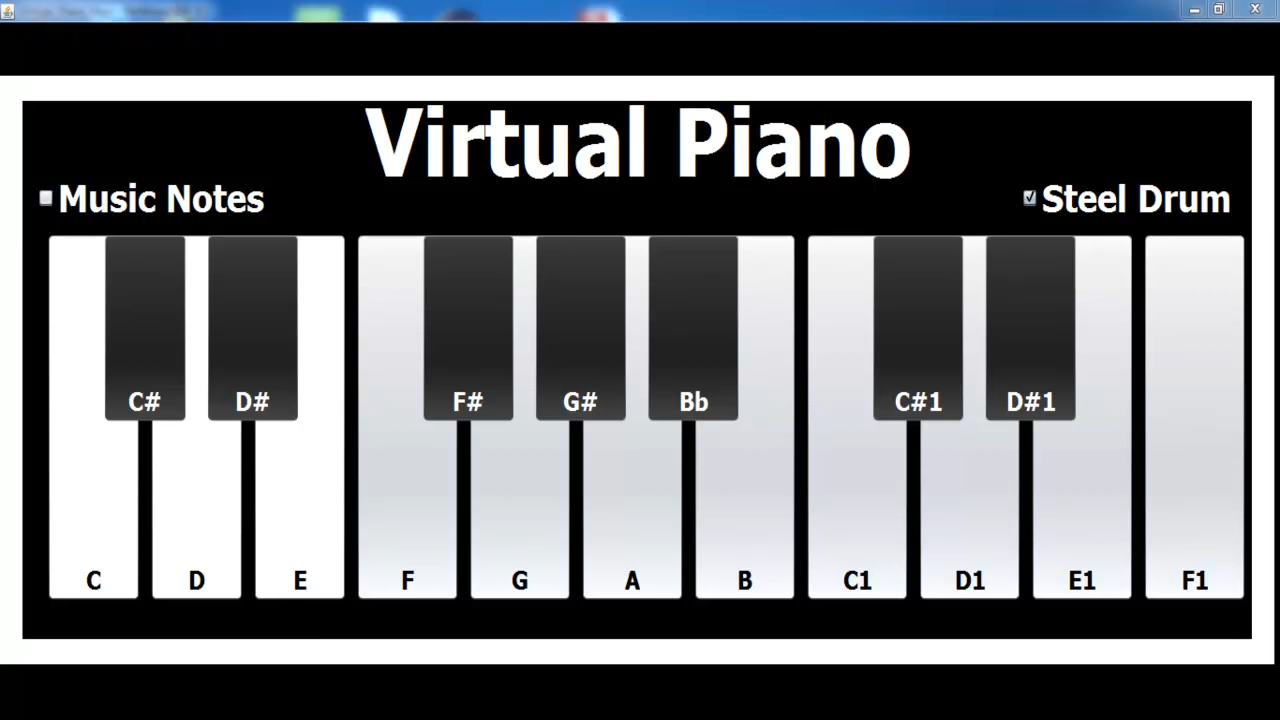 Virtual Piano
Music Notes
Steel Drum
C# D# F# G# Bb C#1 D#1
C D E F G A B C1 D1 E1 F1